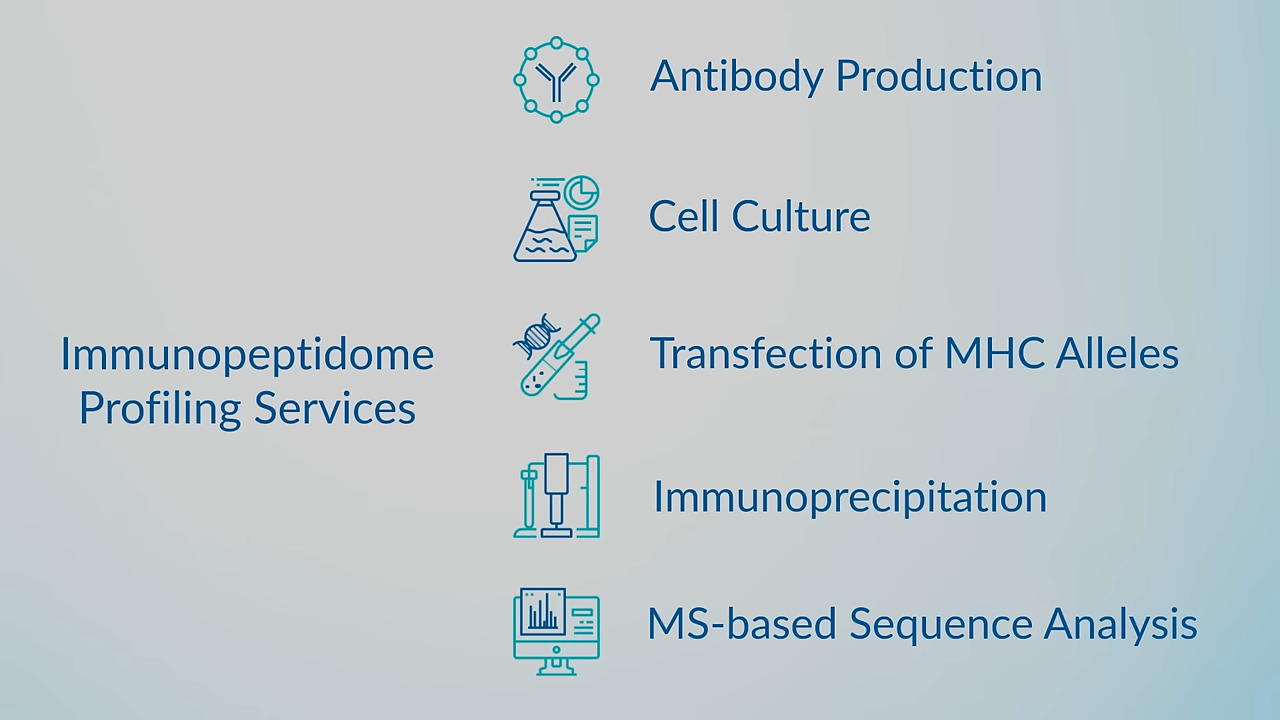 Immunopeptidome
Profiling Services
Antibody Production
Cell Culture
Transfection of MHC Alleles
Immunoprecipitation
MS-based Sequence Analysis